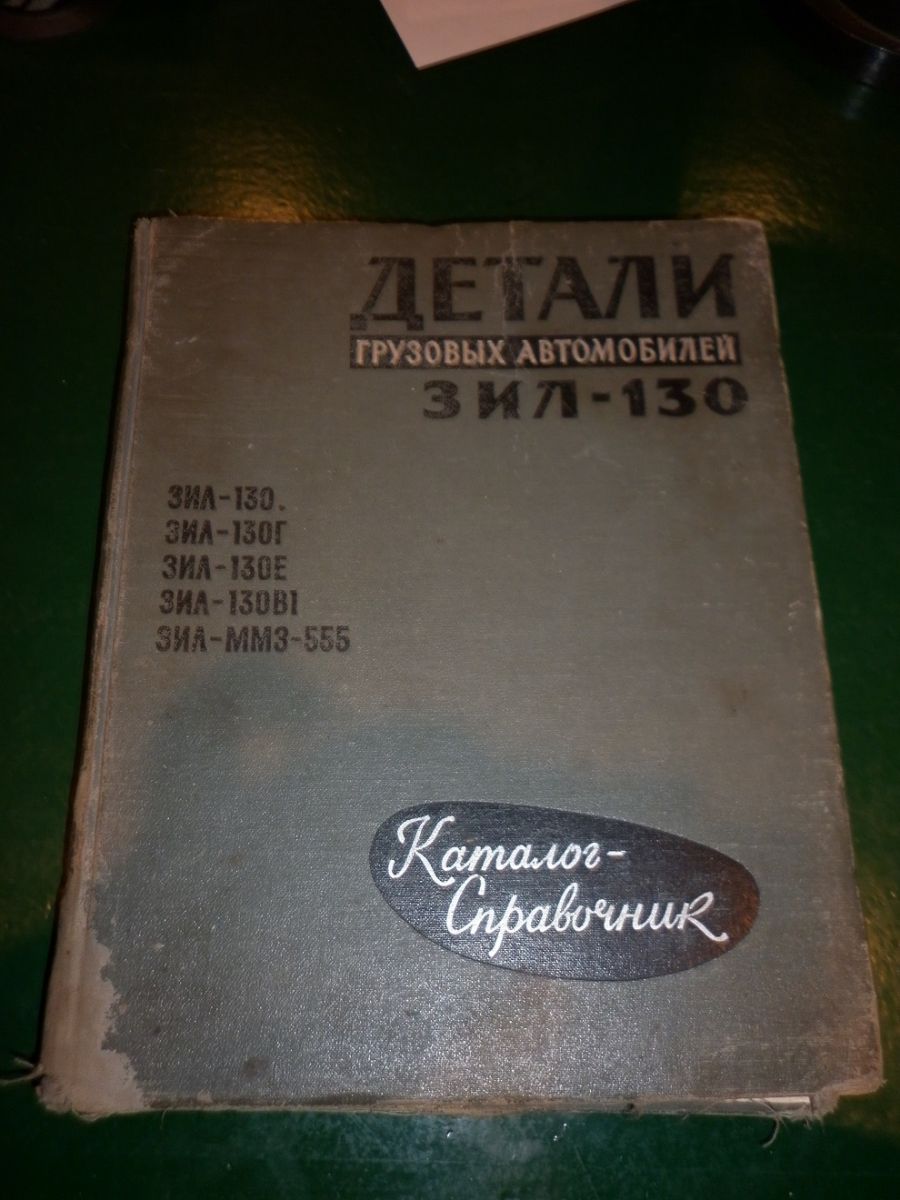 ДЕТАЛИ
ГРУЗОВЫХ АВТОМОБИЛЕЙ
ЗИЛ-130
ЗИЛ-130.
ЗИЛ-130Г
ЗИЛ-130Е
ЗИЛ-130В1
ЗИЛ-ММЗ-555
Каталог-
Справочник